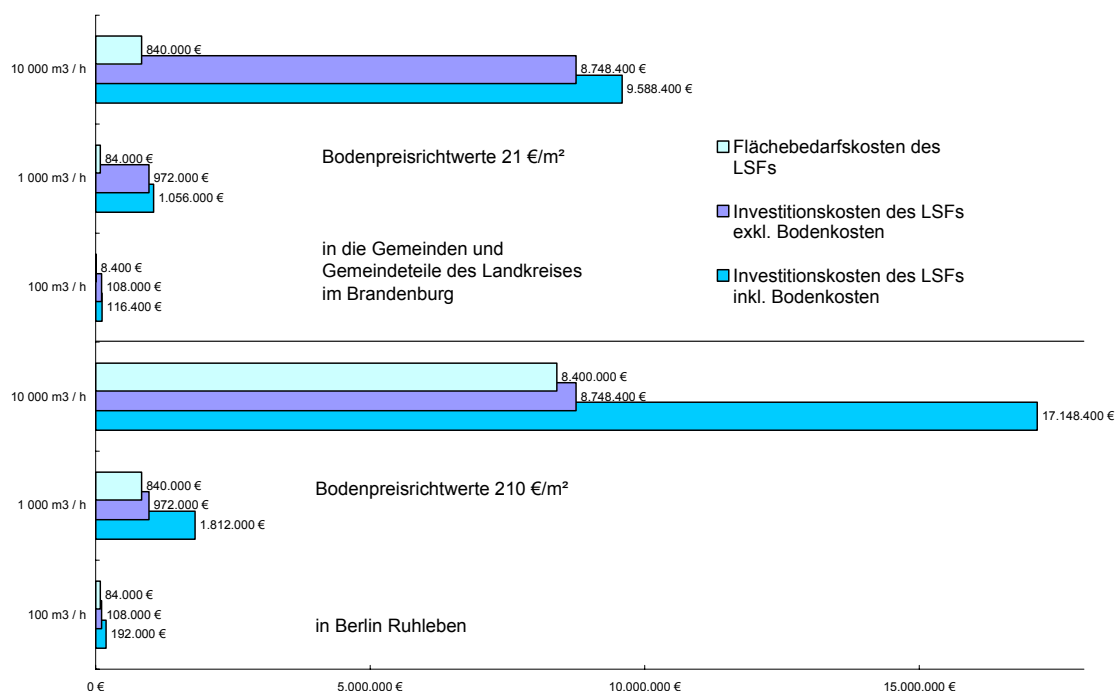 840.000 €
10 000 m3 / h
8.748.400 €
9.588.400 €
84.000 €
1 000 m3 / h
972.000 €
1.056.000 €
Bodenpreisrichtwerte 21 €/m²
8.400 €
100 m3 / h
108.000 €
116.400 €
in die Gemeinden und
Gemeindeteile des Landkreises
im Brandenburg
Flächebedarfskosten des
LSFs
Investitionskosten des LSFs
exkl. Bodenkosten
Investitionskosten des LSFs
inkl. Bodenkosten
8.400.000 €
10 000 m3 / h
8.748.400 €
17.148.400 €
840.000 €
1 000 m3 / h
972.000 €
1.812.000 €
Bodenpreisrichtwerte 210 €/m²
84.000 €
100 m3 / h
108.000 €
192.000 €
in Berlin Ruhleben
0 €
5.000.000 €
10.000.000 €
15.000.000 €